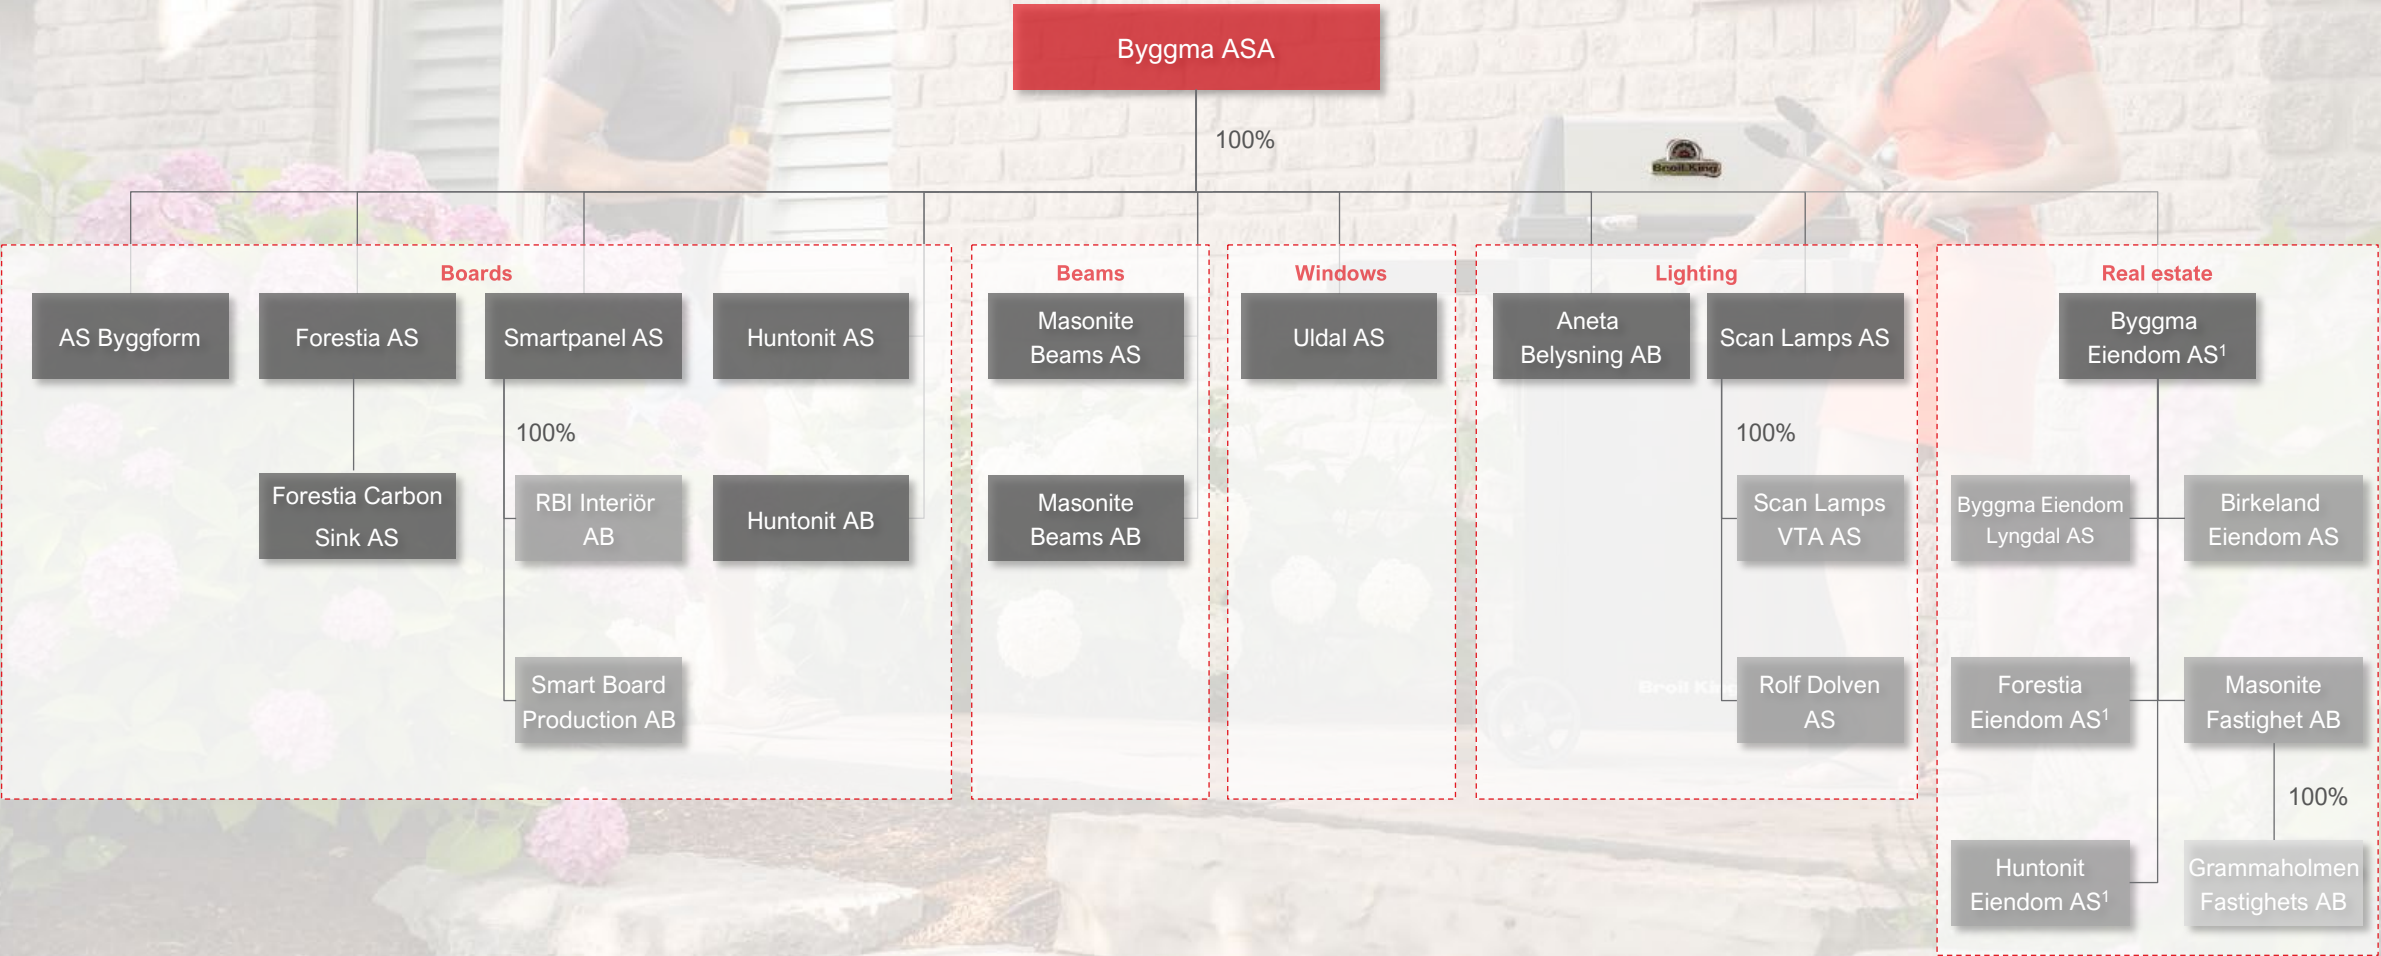 Byggma ASA
100%
Broil King
Boards
AS Byggform
Forestia AS
Smartpanel AS
Huntonit AS
100%
Forestia Carbon
Sink AS
RBI Interiör
AB
Huntonit AB
Smart Board
Production AB
Beams
Masonite
Beams AS
Masonite
Beams AB
Windows
Uldal AS
Lighting
Aneta
Belysning AB
Scan Lamps AS
100%
Scan Lamps
VTA AS
Broil King
Rolf Dolven
AS
Real estate
Byggma
Eiendom AS¹
Byggma Eiendom
Lyngdal AS
Birkeland
Eiendom AS
Forestia
Eiendom AS¹
Masonite
Fastighet AB
100%
Huntonit
Eiendom AS¹
Grammaholmen
Fastighets AB